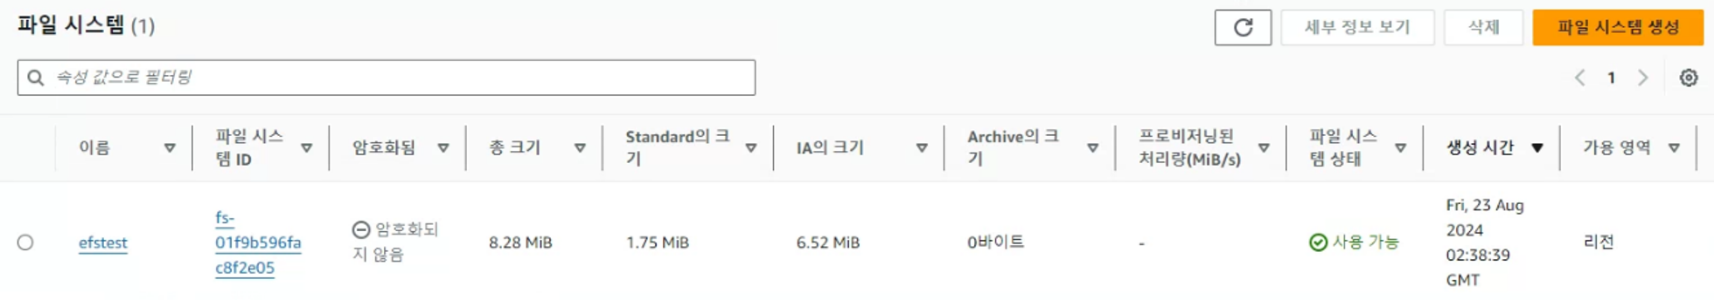 파일 시스템 (1)
세부 정보 보기
삭제
파일 시스템 생성
속성 값으로 필터링
1
이름
파일 시스
템 ID
암호화됨
총 크기
Standard의 크
기
IA의 크기
Archive의 크
기
프로비저닝된
처리량(MiB/s)
파일 시스
템 상태
생성 시간
가용 영역
efstest
fs-
01f9b596fa
c8f2e05
암호화되
지 않음
8.28 MiB
1.75 MiB
6.52 MiB
0바이트
-
사용 가능
Fri, 23 Aug
2024
02:38:39
GMT
리전